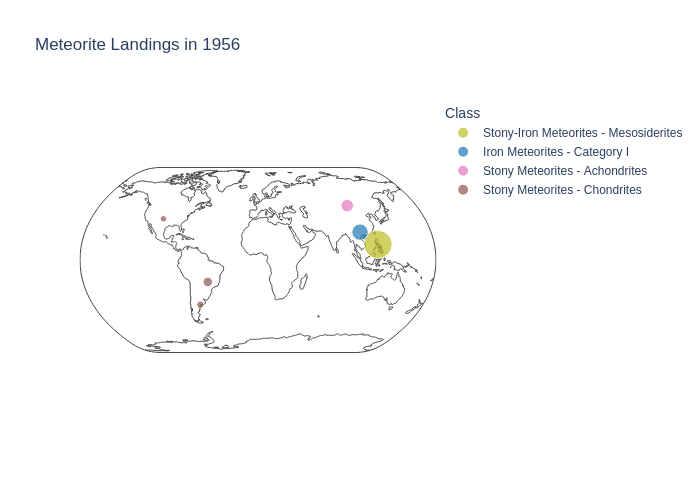 Meteorite Landings in 1956
Class
Stony-Iron Meteorites - Mesosiderites
Iron Meteorites - Category I
Stony Meteorites - Achondrites
Stony Meteorites - Chondrites